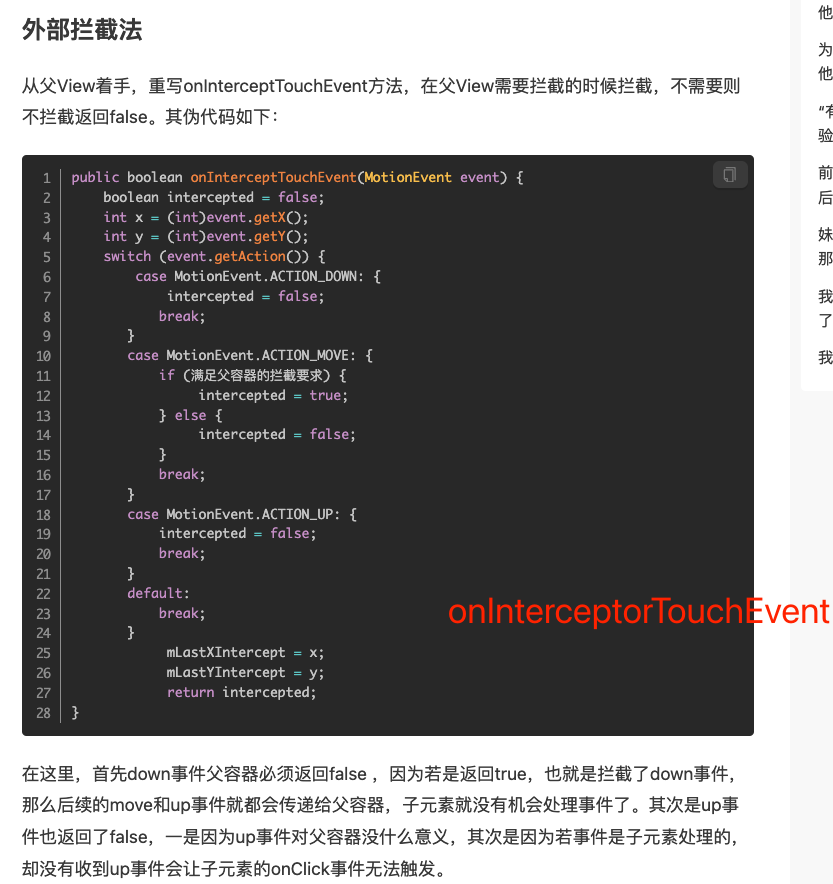 外部拦截法
从父View着手，重写onInterceptTouchEvent方法，在父View需要拦截的时候拦截，不需要则
不拦截返回false。其伪代码如下：
1 public boolean onInterceptTouchEvent(MotionEvent event) {
2 boolean intercepted = false;
3 int x = (int)event.getX();
4 int y = (int)event.getY();
5 switch (event.getAction()) {
6 case MotionEvent.ACTION_DOWN: {
7 intercepted = false;
8 break;
9 }
10 case MotionEvent.ACTION_MOVE: {
11 if (满足父容器的拦截要求) {
12 intercepted = true;
13 } else {
14 intercepted = false;
15 }
16 break;
17 }
18 case MotionEvent.ACTION_UP: {
19 intercepted = false;
20 break;
21 }
22 default:
23 break;
24 }
25 mLastXIntercept = x;
26 mLastYIntercept = y;
27 return intercepted;
28 }
onInterceptorTouchEvent
在这里，首先down事件父容器必须返回false ，因为若是返回true，也就是拦截了down事件，
那么后续的move和up事件就都会传递给父容器，子元素就没有机会处理事件了。其次是up事
件也返回了false，一是因为up事件对父容器没什么意义，其次是因为若事件是子元素处理的，
却没有收到up事件会让子元素的onClick事件无法触发。
他
为
他
“有
验
前
后
妹
那
我
了
我